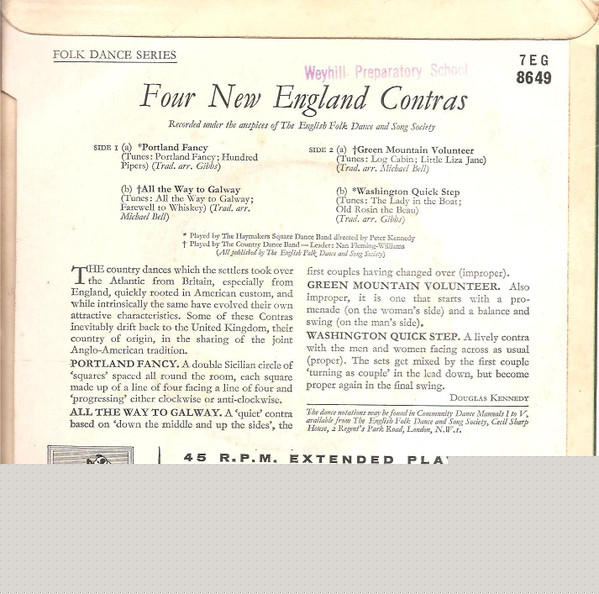 FOLK DANCE SERIES
Weyhill Preparatory School
7EG
8649
Four New England Contras
Recorded under the auspices of The English Folk Dance and Song Society
SIDE 1 (a) *Portland Fancy
(Tunes: Portland Fancy; Hundred
Pipers) (Trad. arr. Gibbs)
(b) †All the Way to Galway
(Tunes: All the Way to Galway;
Farewell to Whiskey) (Trad. arr.
Michael Bell)
SIDE 2 (a) †Green Mountain Volunteer
(Tunes: Log Cabin; Little Liza Jane)
(Trad. arr. Michael Bell)
(b) *Washington Quick Step
(Tunes: The Lady in the Boat;
Old Rosin the Beau)
(Trad. arr. Gibbs)
* Played by The Haymakers Square Dance Band directed by Peter Kennedy
† Played by The Country Dance Band — Leader: Nan Fleming-Williams
(All published by The English Folk Dance and Song Society)
THE country dances which the settlers took over
the Atlantic from Britain, especially from
England, quickly rooted in American custom, and
while intrinsically the same have evolved their own
attractive characteristics. Some of these Contras
inevitably drift back to the United Kingdom, their
country of origin, in the sharing of the joint
Anglo-American tradition.
PORTLAND FANCY. A double Sicilian circle of
'squares' spaced all round the room, each square
made up of a line of four facing a line of four and
'progressing' either clockwise or anti-clockwise.
ALL THE WAY TO GALWAY. A 'quiet' contra
based on 'down the middle and up the sides', the
first couples having changed over (improper).
GREEN MOUNTAIN VOLUNTEER. Also
improper, it is one that starts with a pro-
menade (on the woman's side) and a balance and
swing (on the man's side).
WASHINGTON QUICK STEP. A lively contra
with the men and women facing across as usual
(proper). The sets get mixed by the first couple
'turning as couple' in the lead down, but become
proper again in the final swing.
DOUGLAS KENNEDY
The dance notations may be found in Community Dance Manuals I to V,
available from The English Folk Dance and Song Society, Cecil Sharp
House, 2 Regent's Park Road, London, N.W.1.
45 R.P.M. EXTENDED PLA